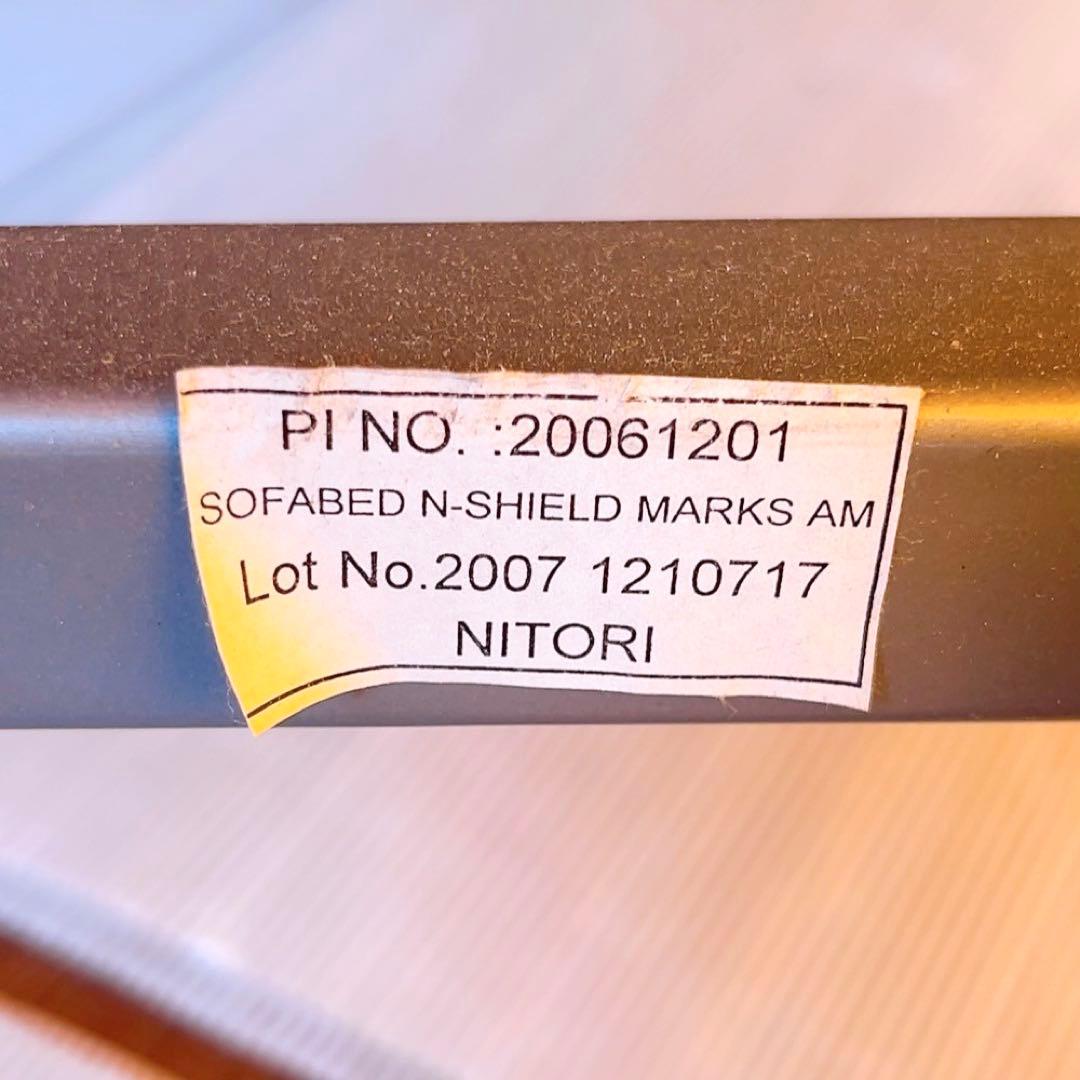 PI NO. :20061201
SOFABED N-SHIELD MARKS AM
Lot No.2007 1210717
NITORI